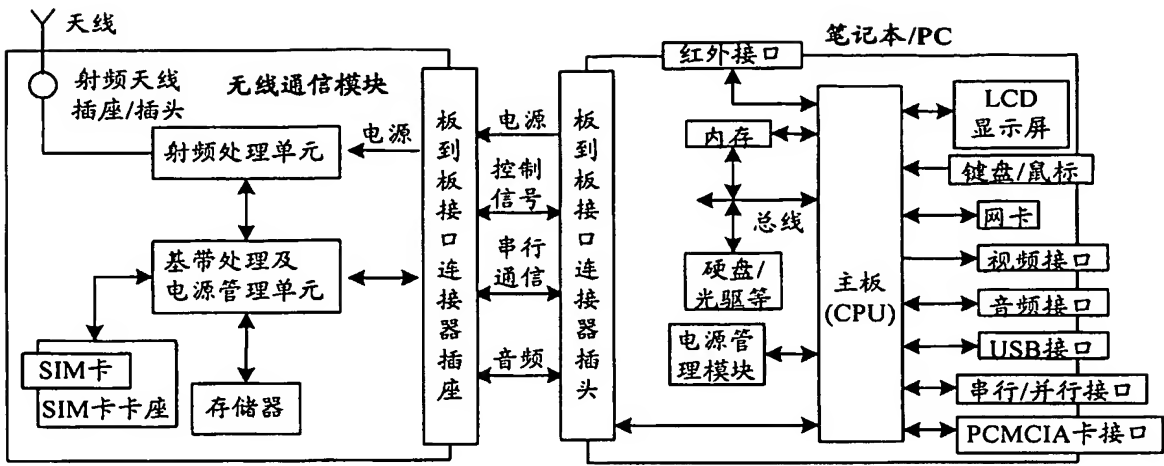 天线
射频天线
插座/插头
无线通信模块
电源
射频处理单元
基带处理及
电源管理单元
SIM卡
SIM卡卡座
存储器
板到板接口连接器插座
电源
控制
信号
串行
通信
音频
板到板接口连接器插头
笔记本/PC
红外接口
内存
总线
硬盘/
光驱等
电源管
理模块
主板
(CPU)
LCD
显示屏
键盘/鼠标
网卡
视频接口
音频接口
USB接口
串行/并行接口
PCMCIA卡接口